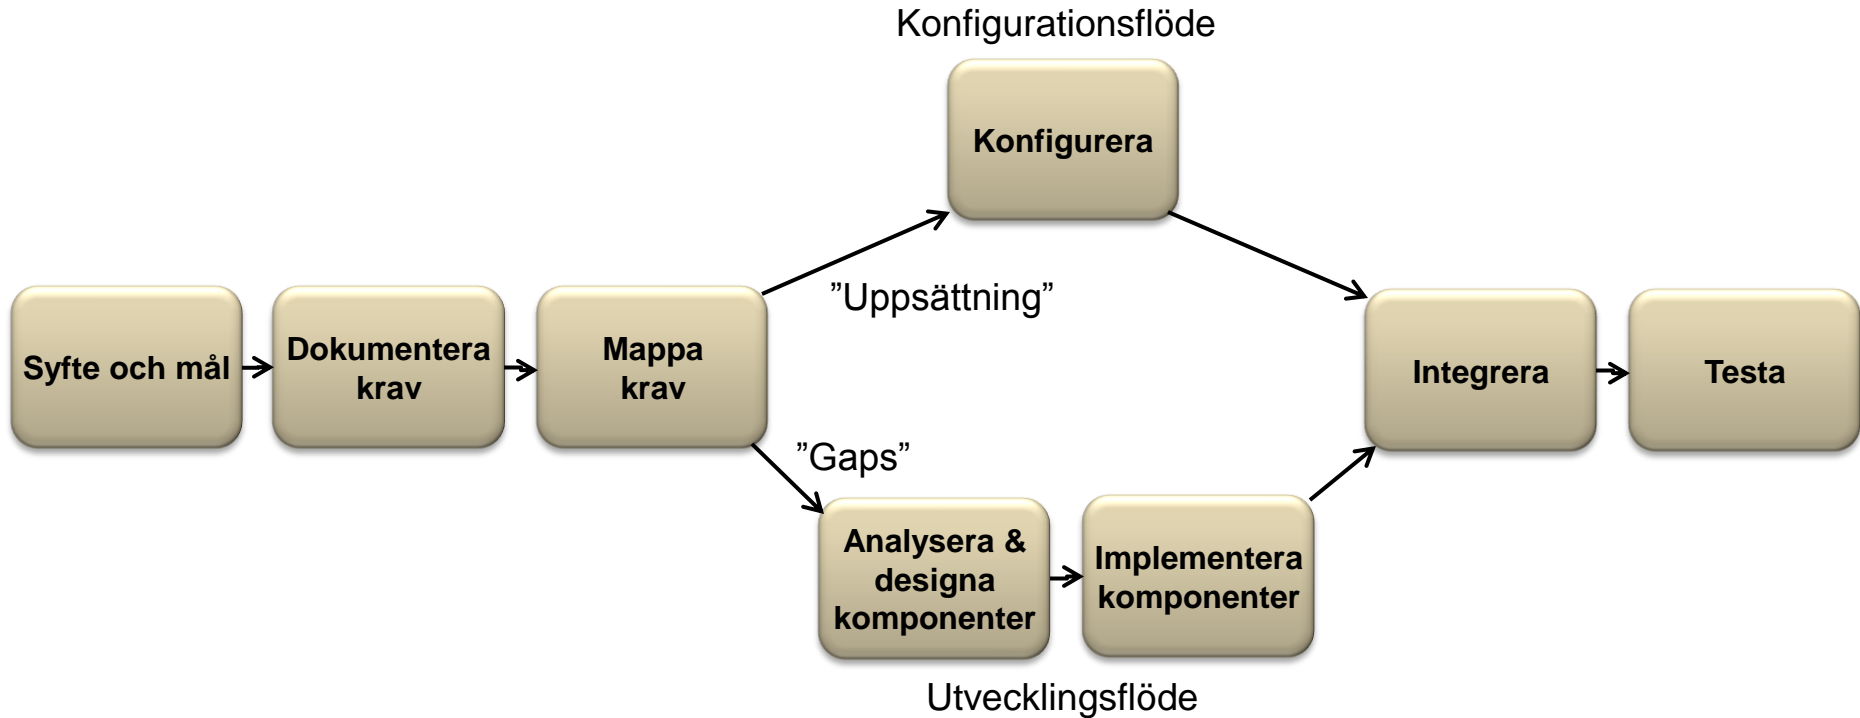 Konfigurationsflöde
Konfigurera
”Uppsättning”
Syfte och mål
Dokumentera
krav
Mappa
krav
Integrera
Testa
”Gaps”
Analysera &
designa
komponenter
Implementera
komponenter
Utvecklingsflöde